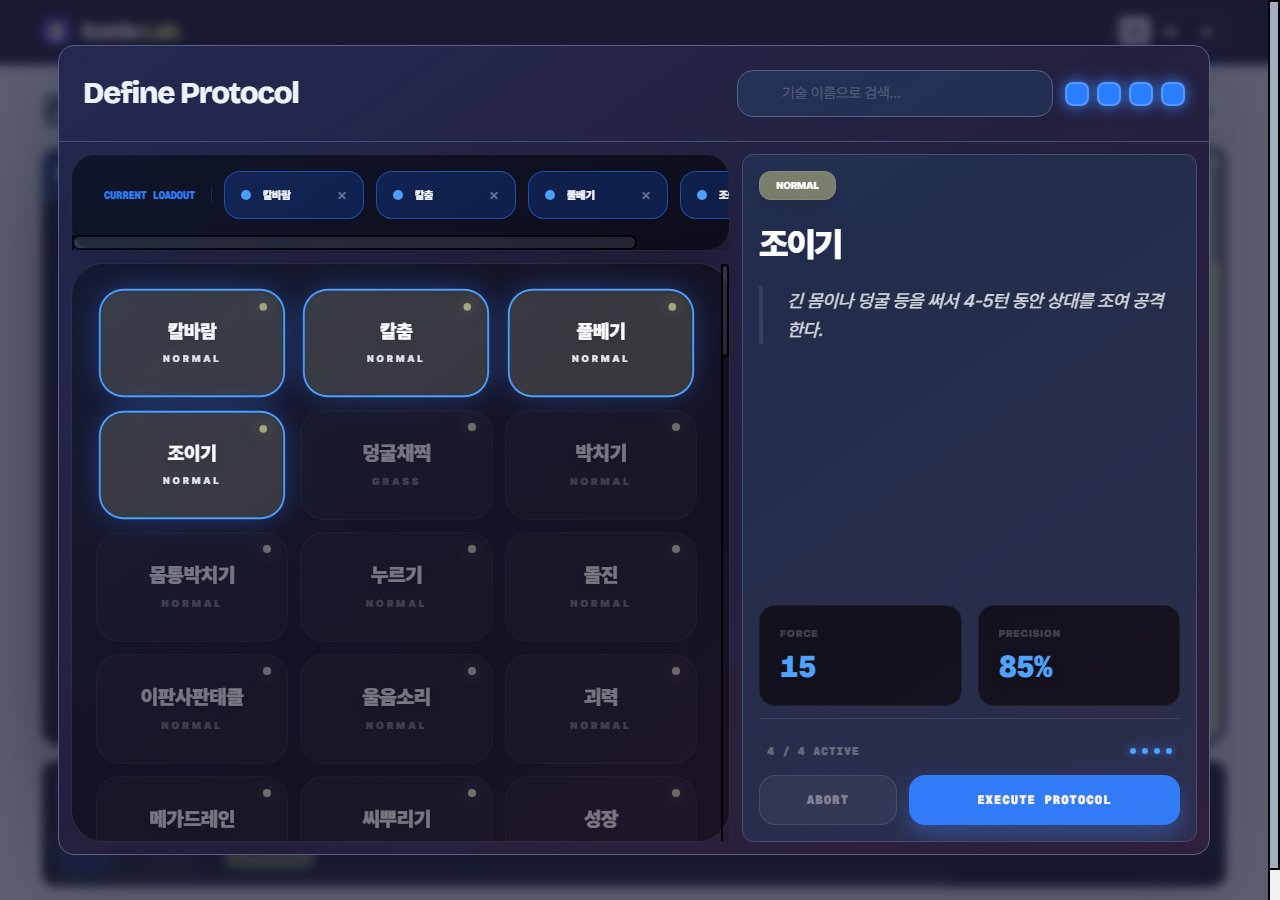 Define Protocol
기술 이름으로 검색...
CURRENT LOADOUT
칼바람 ×
칼춤 ×
풀베기 ×
NORMAL
조이기
긴 몸이나 덩굴 등을 써서 4-5턴 동안 상대를 조여 공격
한다.
칼바람
NORMAL
칼춤
NORMAL
풀베기
NORMAL
조이기
NORMAL
덩굴채찍
GRASS
박치기
NORMAL
몸통박치기
NORMAL
누르기
NORMAL
돌진
NORMAL
이판사판태클
NORMAL
울음소리
NORMAL
괴력
NORMAL
메가드레인
씨뿌리기
성장
FORCE
15
PRECISION
85%
4 / 4 ACTIVE
ABORT
EXECUTE PROTOCOL